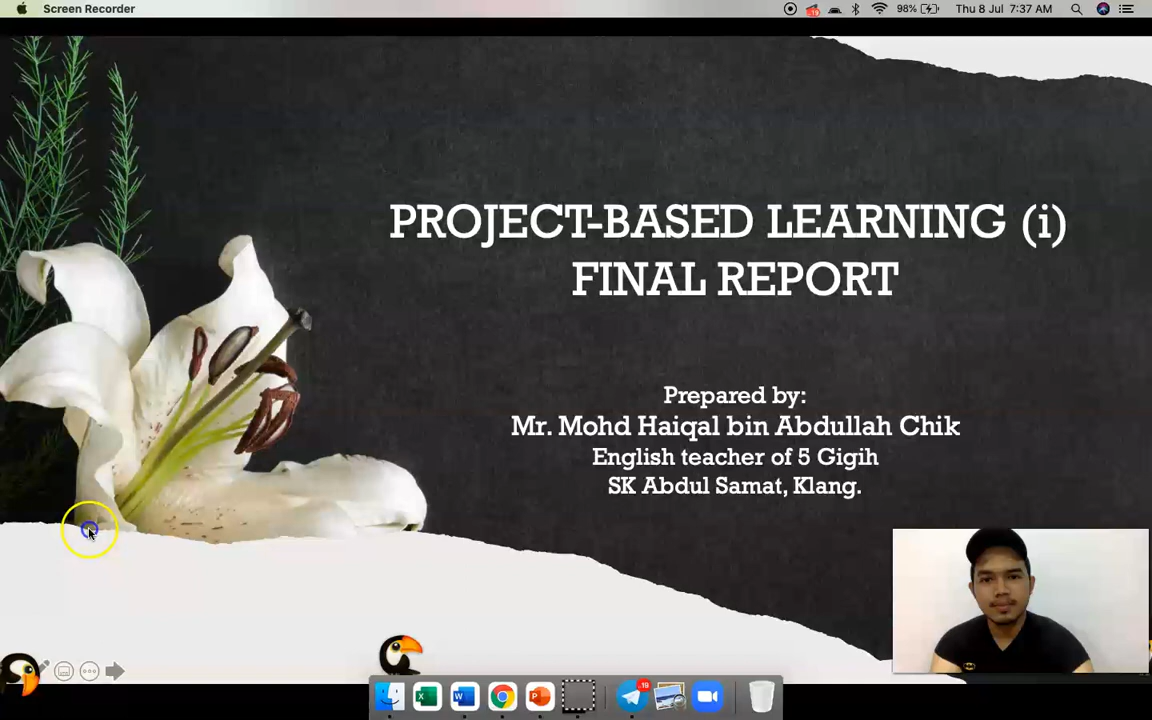 Screen Recorder
98%
Thu 8 Jul 7:37 AM
PROJECT-BASED LEARNING (i)
FINAL REPORT
Prepared by:
Mr. Mohd Haiqal bin Abdullah Chik
English teacher of 5 Gigih
SK Abdul Samat, Klang.